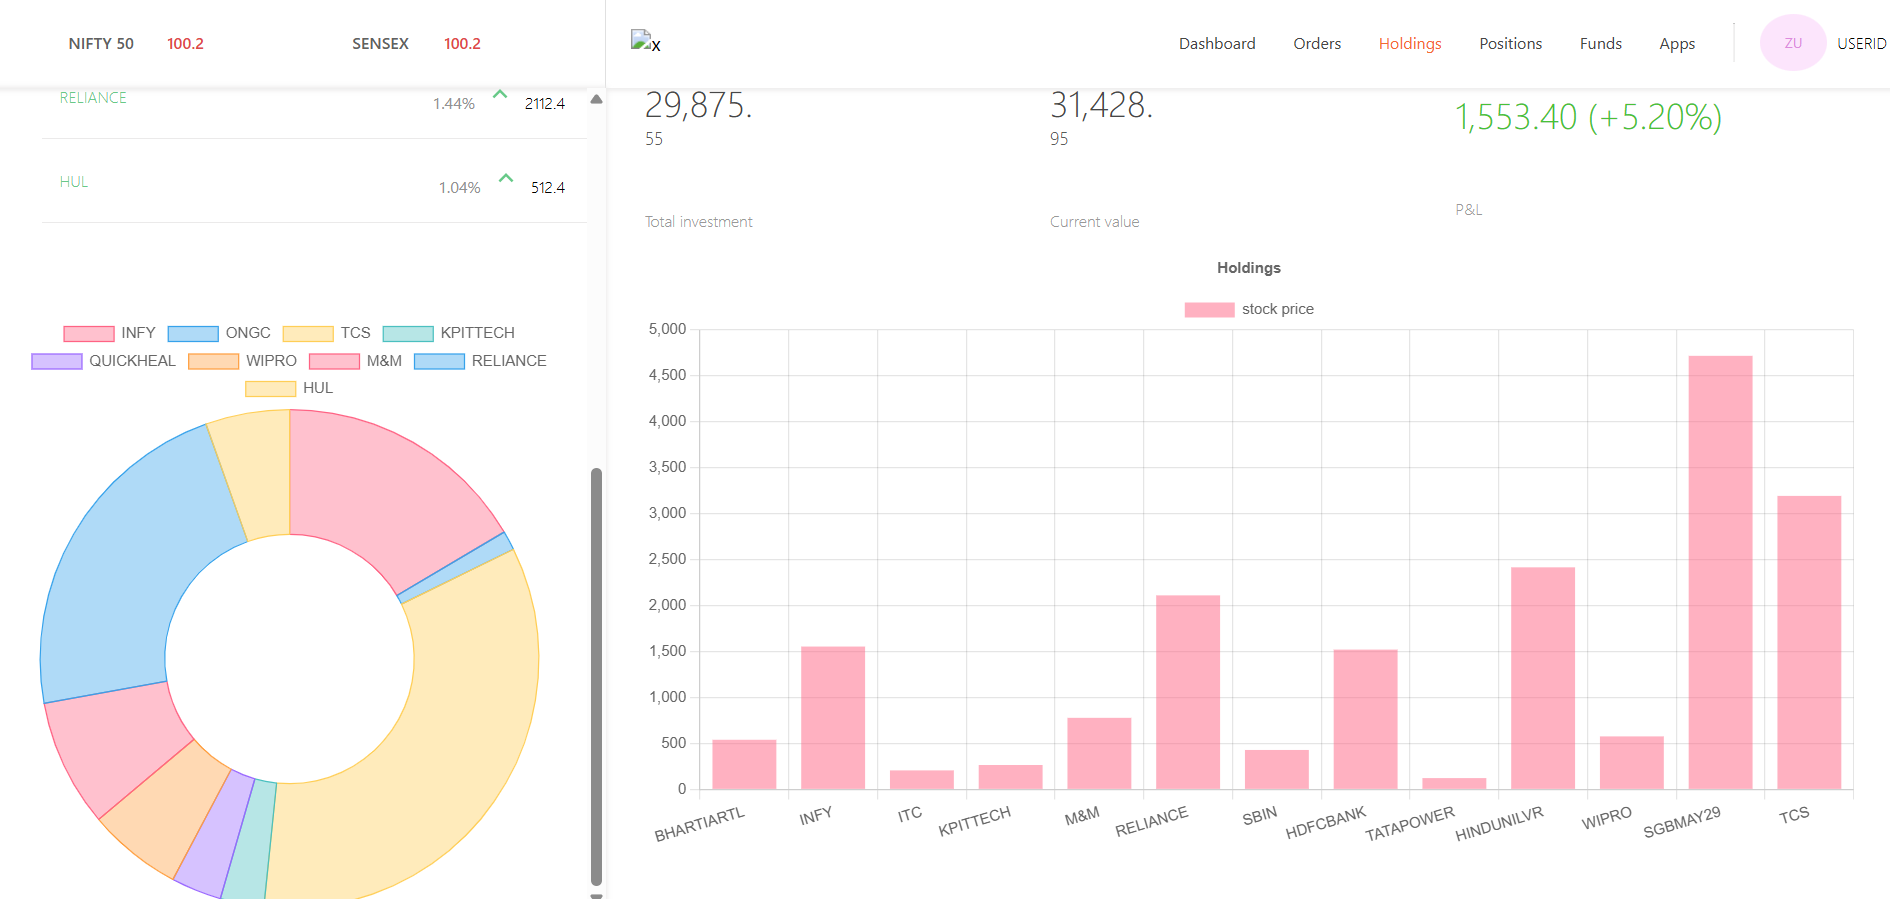 NIFTY 50 100.2 SENSEX 100.2
x Dashboard Orders Holdings Positions Funds Apps ZU USERID
RELIANCE 1.44% 2112.4
HUL 1.04% 512.4
INFY ONGC TCS KPITTECH
QUICKHEAL WIPRO M&M RELIANCE
HUL
29,875.
55
Total investment
31,428.
95
Current value
1,553.40 (+5.20%)
P&L
Holdings
stock price
5,000
4,500
4,000
3,500
3,000
2,500
2,000
1,500
1,000
500
0
BHARTIARTL INFY ITC KPITTECH M&M RELIANCE SBIN HDFCBANK TATAPOWER HINDUNILVR WIPRO SGBMAY29 TCS